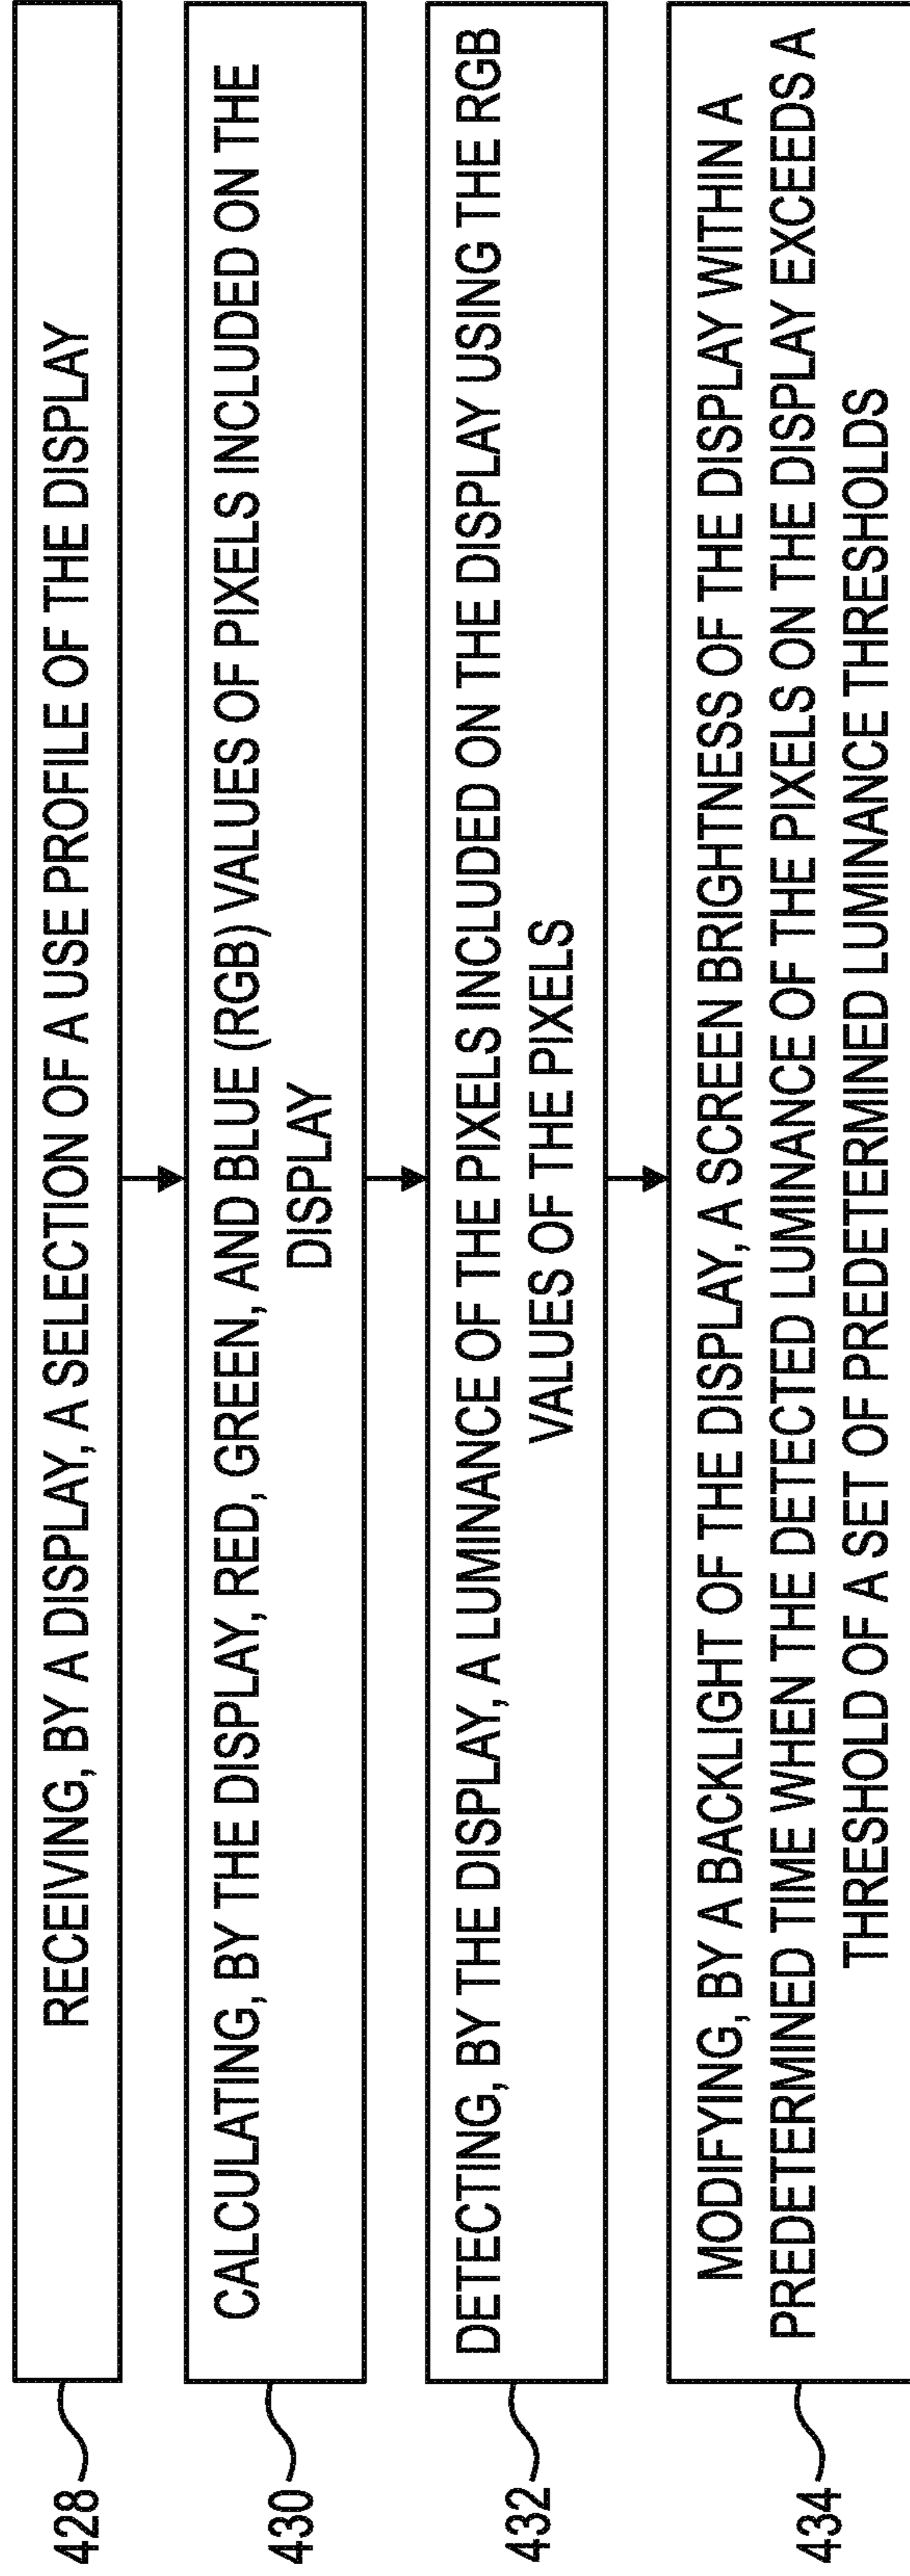 428
RECEIVING, BY A DISPLAY, A SELECTION OF A USE PROFILE OF THE DISPLAY
430
CALCULATING, BY THE DISPLAY, RED, GREEN, AND BLUE (RGB) VALUES OF PIXELS INCLUDED ON THE
DISPLAY
432
DETECTING, BY THE DISPLAY, A LUMINANCE OF THE PIXELS INCLUDED ON THE DISPLAY USING THE RGB
VALUES OF THE PIXELS
434
MODIFYING, BY A BACKLIGHT OF THE DISPLAY, A SCREEN BRIGHTNESS OF THE DISPLAY WITHIN A
PREDETERMINED TIME WHEN THE DETECTED LUMINANCE OF THE PIXELS ON THE DISPLAY EXCEEDS A
THRESHOLD OF A SET OF PREDETERMINED LUMINANCE THRESHOLDS